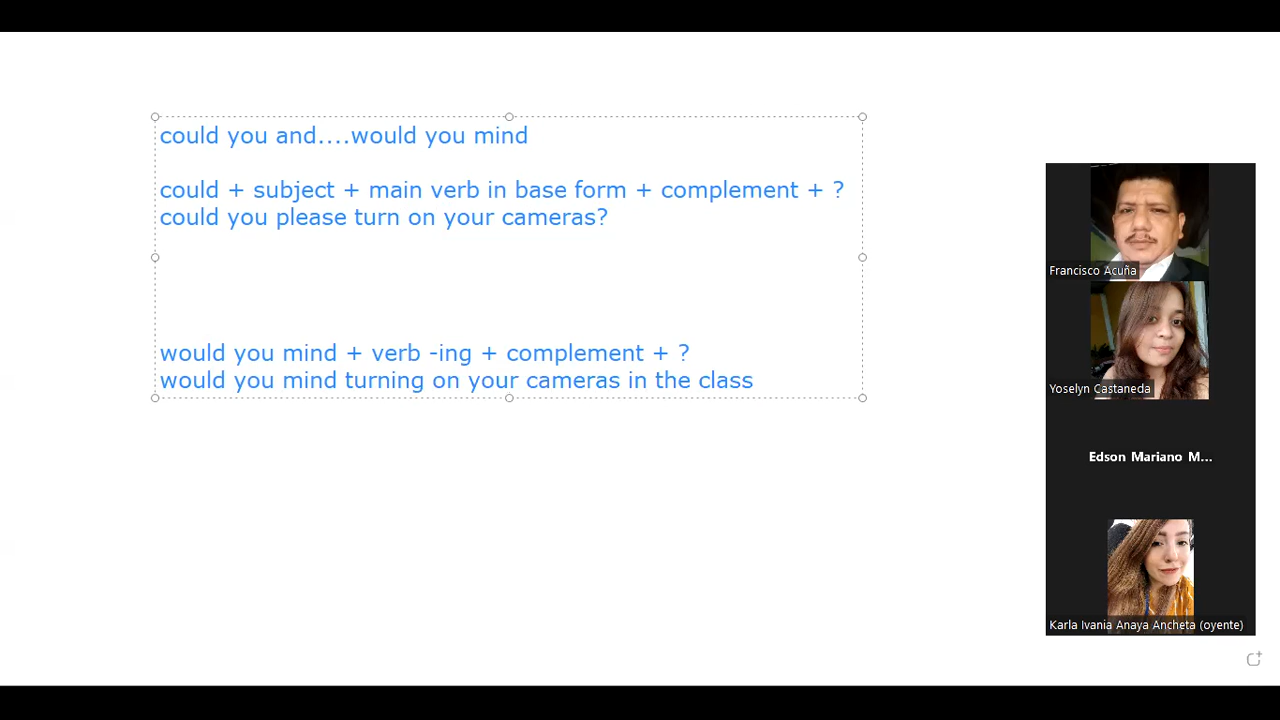 could you and....would you mind
could + subject + main verb in base form + complement + ?
could you please turn on your cameras?
would you mind + verb -ing + complement + ?
would you mind turning on your cameras in the class
Francisco Acuña
Yoselyn Castaneda
Edson Mariano M...
Karla Ivania Anaya Ancheta (oyente)